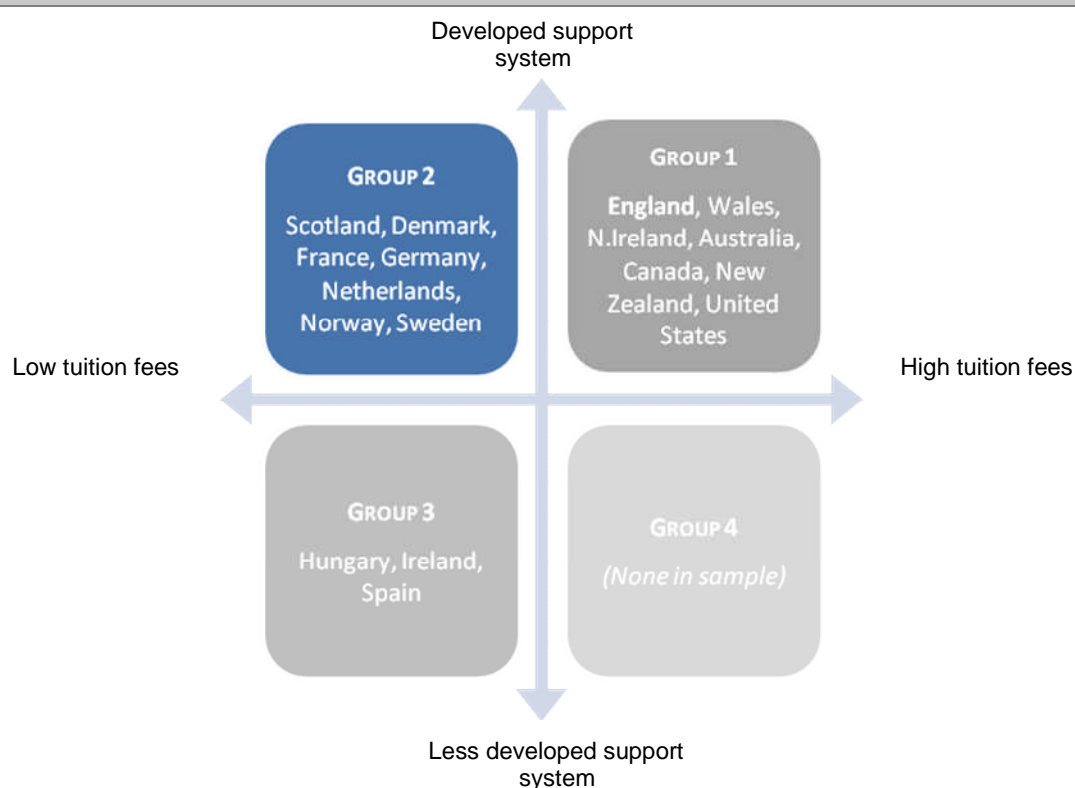 Developed support
system
GROUP 2
Scotland, Denmark,
France, Germany,
Netherlands,
Norway, Sweden
GROUP 1
England, Wales,
N.Ireland, Australia,
Canada, New
Zealand, United
States
Low tuition fees
High tuition fees
GROUP 3
Hungary, Ireland,
Spain
GROUP 4
(None in sample)
Less developed support
system